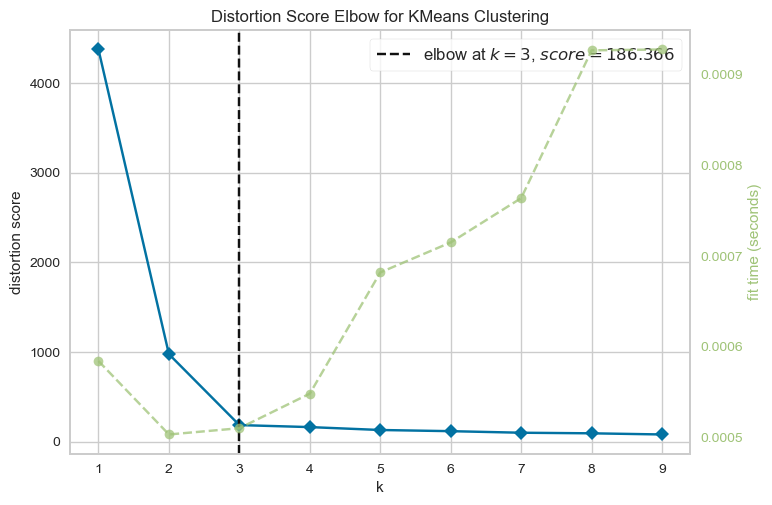 Distortion Score Elbow for KMeans Clustering
elbow at k = 3, score = 186.366
distortion score
4000
3000
2000
1000
0
0.0009
0.0008
0.0007
0.0006
0.0005
fit time (seconds)
1 2 3 4 5 6 7 8 9
k